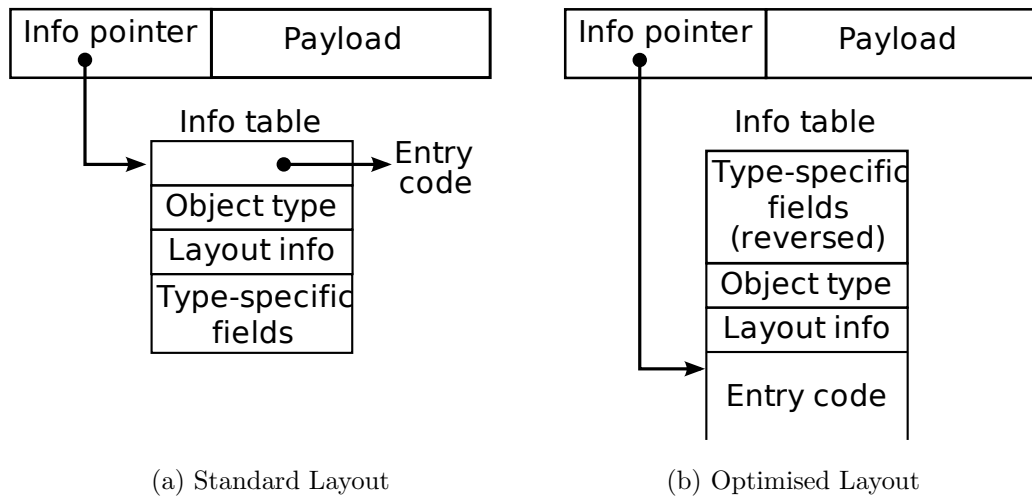 Info pointer
Payload
Info table
Entry
code
Object type
Layout info
Type-specific
fields
(a) Standard Layout
Info pointer
Payload
Info table
Type-specific
fields
(reversed)
Object type
Layout info
Entry code
(b) Optimised Layout